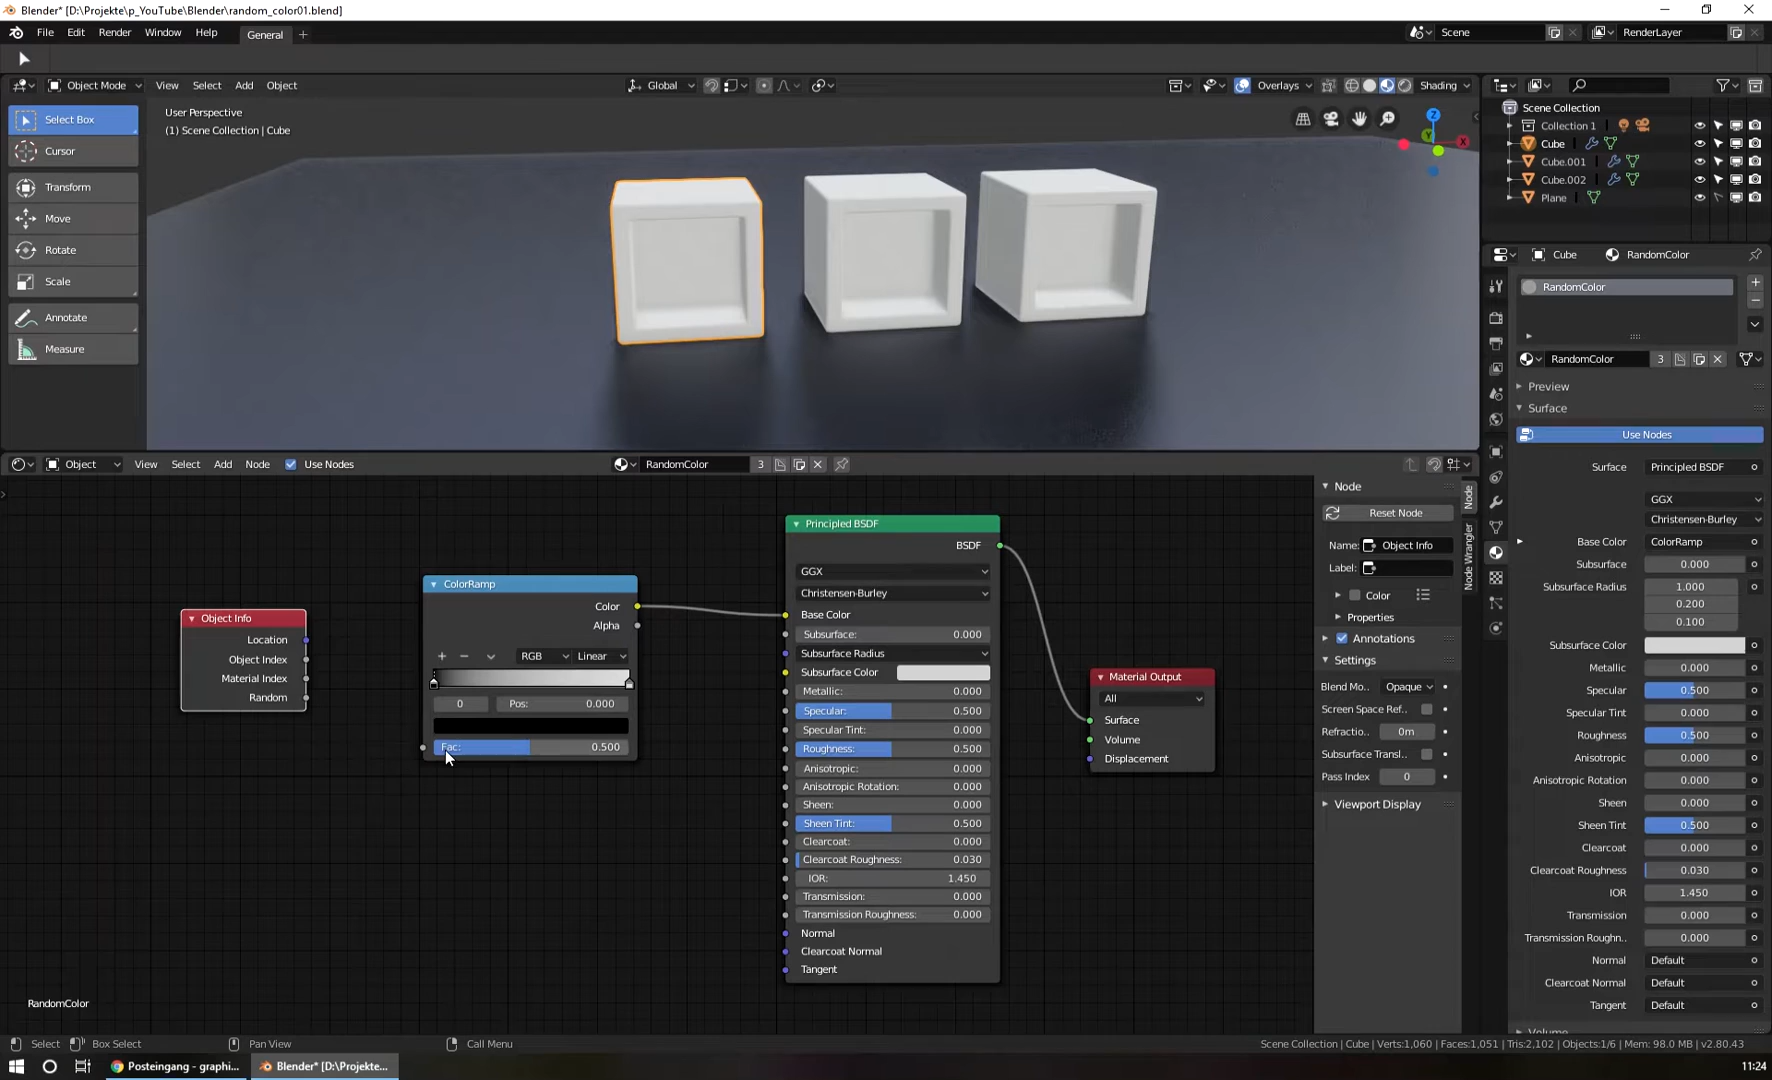 Blender* [D:\Projekte\p_YouTube\Blender\random_color01.blend]
File Edit Render Window Help General + Scene RenderLayer
Object Mode View Select Add Object Global Overlays Shading
Select Box
Cursor
Transform
Move
Rotate
Scale
Annotate
Measure
User Perspective
(1) Scene Collection | Cube
Z
Y
X
Scene Collection
Collection 1
Cube
Cube.001
Cube.002
Plane
Cube RandomColor
RandomColor
RandomColor 3
Preview
Surface
Use Nodes
Surface Principled BSDF
GGX
Christensen-Burley
Base Color ColorRamp
Subsurface 0.000
Subsurface Radius 1.000
0.200
0.100
Subsurface Color
Metallic 0.000
Specular 0.500
Specular Tint 0.000
Roughness 0.500
Anisotropic 0.000
Anisotropic Rotation 0.000
Sheen 0.000
Sheen Tint 0.500
Clearcoat 0.000
Clearcoat Roughness 0.030
IOR 1.450
Transmission 0.000
Transmission Roughn.. 0.000
Normal Default
Clearcoat Normal Default
Tangent Default
Volume
Object View Select Add Node Use Nodes RandomColor 3
Object Info
Location
Object Index
Material Index
Random
ColorRamp
Color
Alpha
+ − RGB Linear
0 Pos: 0.000
Fac: 0.500
Principled BSDF
BSDF
GGX
Christensen-Burley
Base Color
Subsurface: 0.000
Subsurface Radius
Subsurface Color
Metallic: 0.000
Specular: 0.500
Specular Tint: 0.000
Roughness: 0.500
Anisotropic: 0.000
Anisotropic Rotation: 0.000
Sheen: 0.000
Sheen Tint: 0.500
Clearcoat: 0.000
Clearcoat Roughness: 0.030
IOR: 1.450
Transmission: 0.000
Transmission Roughness: 0.000
Normal
Clearcoat Normal
Tangent
Material Output
All
Surface
Volume
Displacement
Node
Reset Node
Name: Object Info
Label:
Color
Properties
Annotations
Settings
Blend Mo.. Opaque
Screen Space Ref..
Refractio.. 0m
Subsurface Transl..
Pass Index 0
Viewport Display
Node
Node Wrangler
RandomColor
Select Box Select Pan View Call Menu
Scene Collection | Cube | Verts:1,060 | Faces:1,051 | Tris:2,102 | Objects:1/6 | Mem: 98.0 MB | v2.80.43
Posteingang - graphi... Blender* [D:\Projekte... 11:24